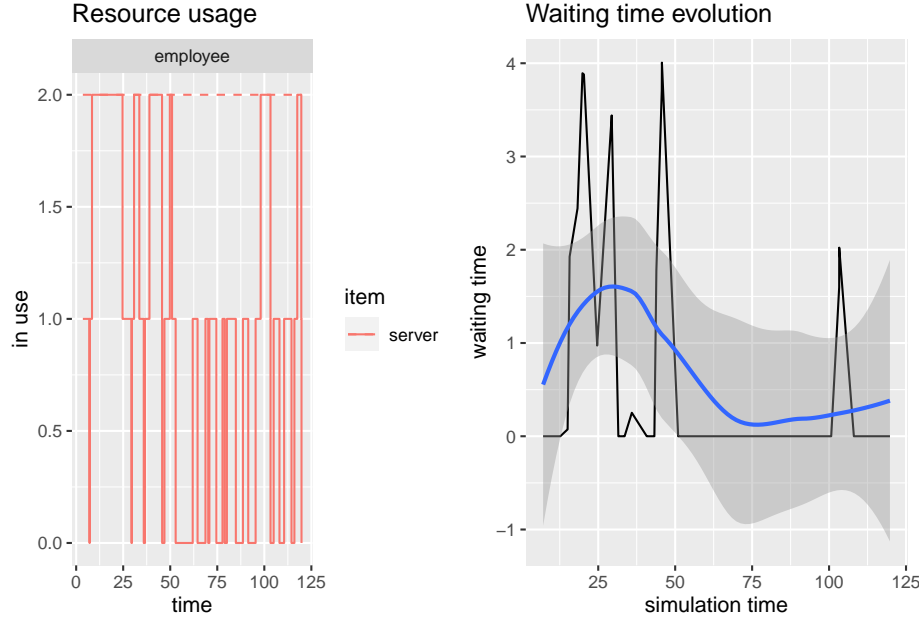 Resource usage
employee
2.0
1.5
1.0
0.5
0.0
in use
0 25 50 75 100 125
time
item
server
Waiting time evolution
4
3
2
1
0
−1
waiting time
25 50 75 100 125
simulation time